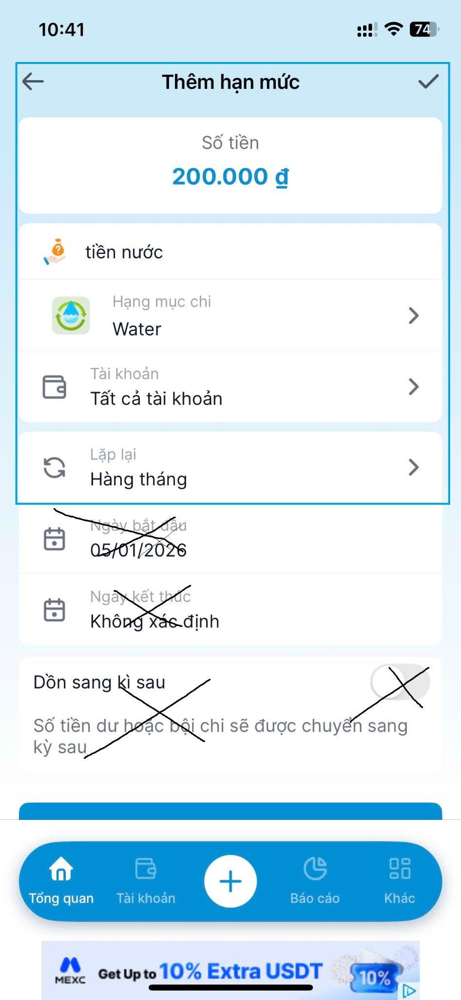 10:41
74
Thêm hạn mức
Số tiền
200.000 ₫
tiền nước
Hạng mục chi
Water
Tài khoản
Tất cả tài khoản
Lặp lại
Hàng tháng
Ngày bắt đầu
05/01/2026
Ngày kết thúc
Không xác định
Dồn sang kì sau
Số tiền dư hoặc bội chi sẽ được chuyển sang
kỳ sau
Tổng quan
Tài khoản
Báo cáo
Khác
MEXC
Get Up to 10% Extra USDT
10%